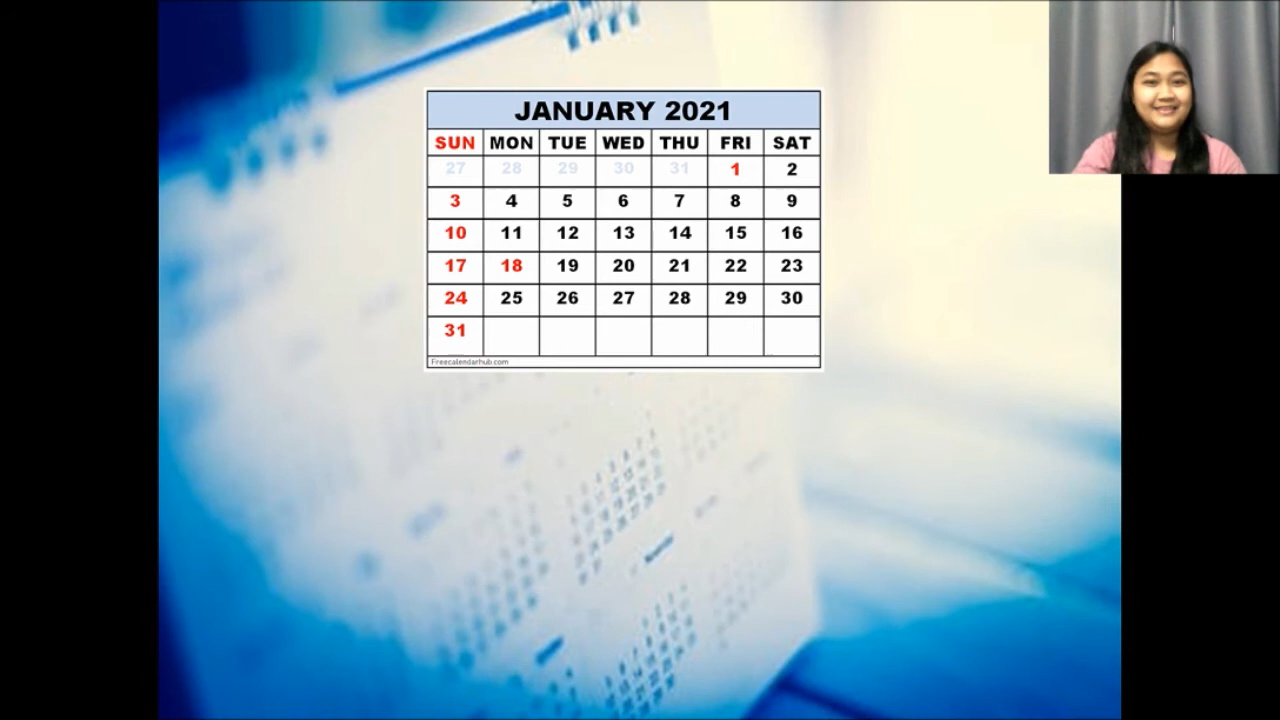 JANUARY 2021
SUN MON TUE WED THU FRI SAT
27 28 29 30 31 1 2
3 4 5 6 7 8 9
10 11 12 13 14 15 16
17 18 19 20 21 22 23
24 25 26 27 28 29 30
31
Freecalendarhub.com